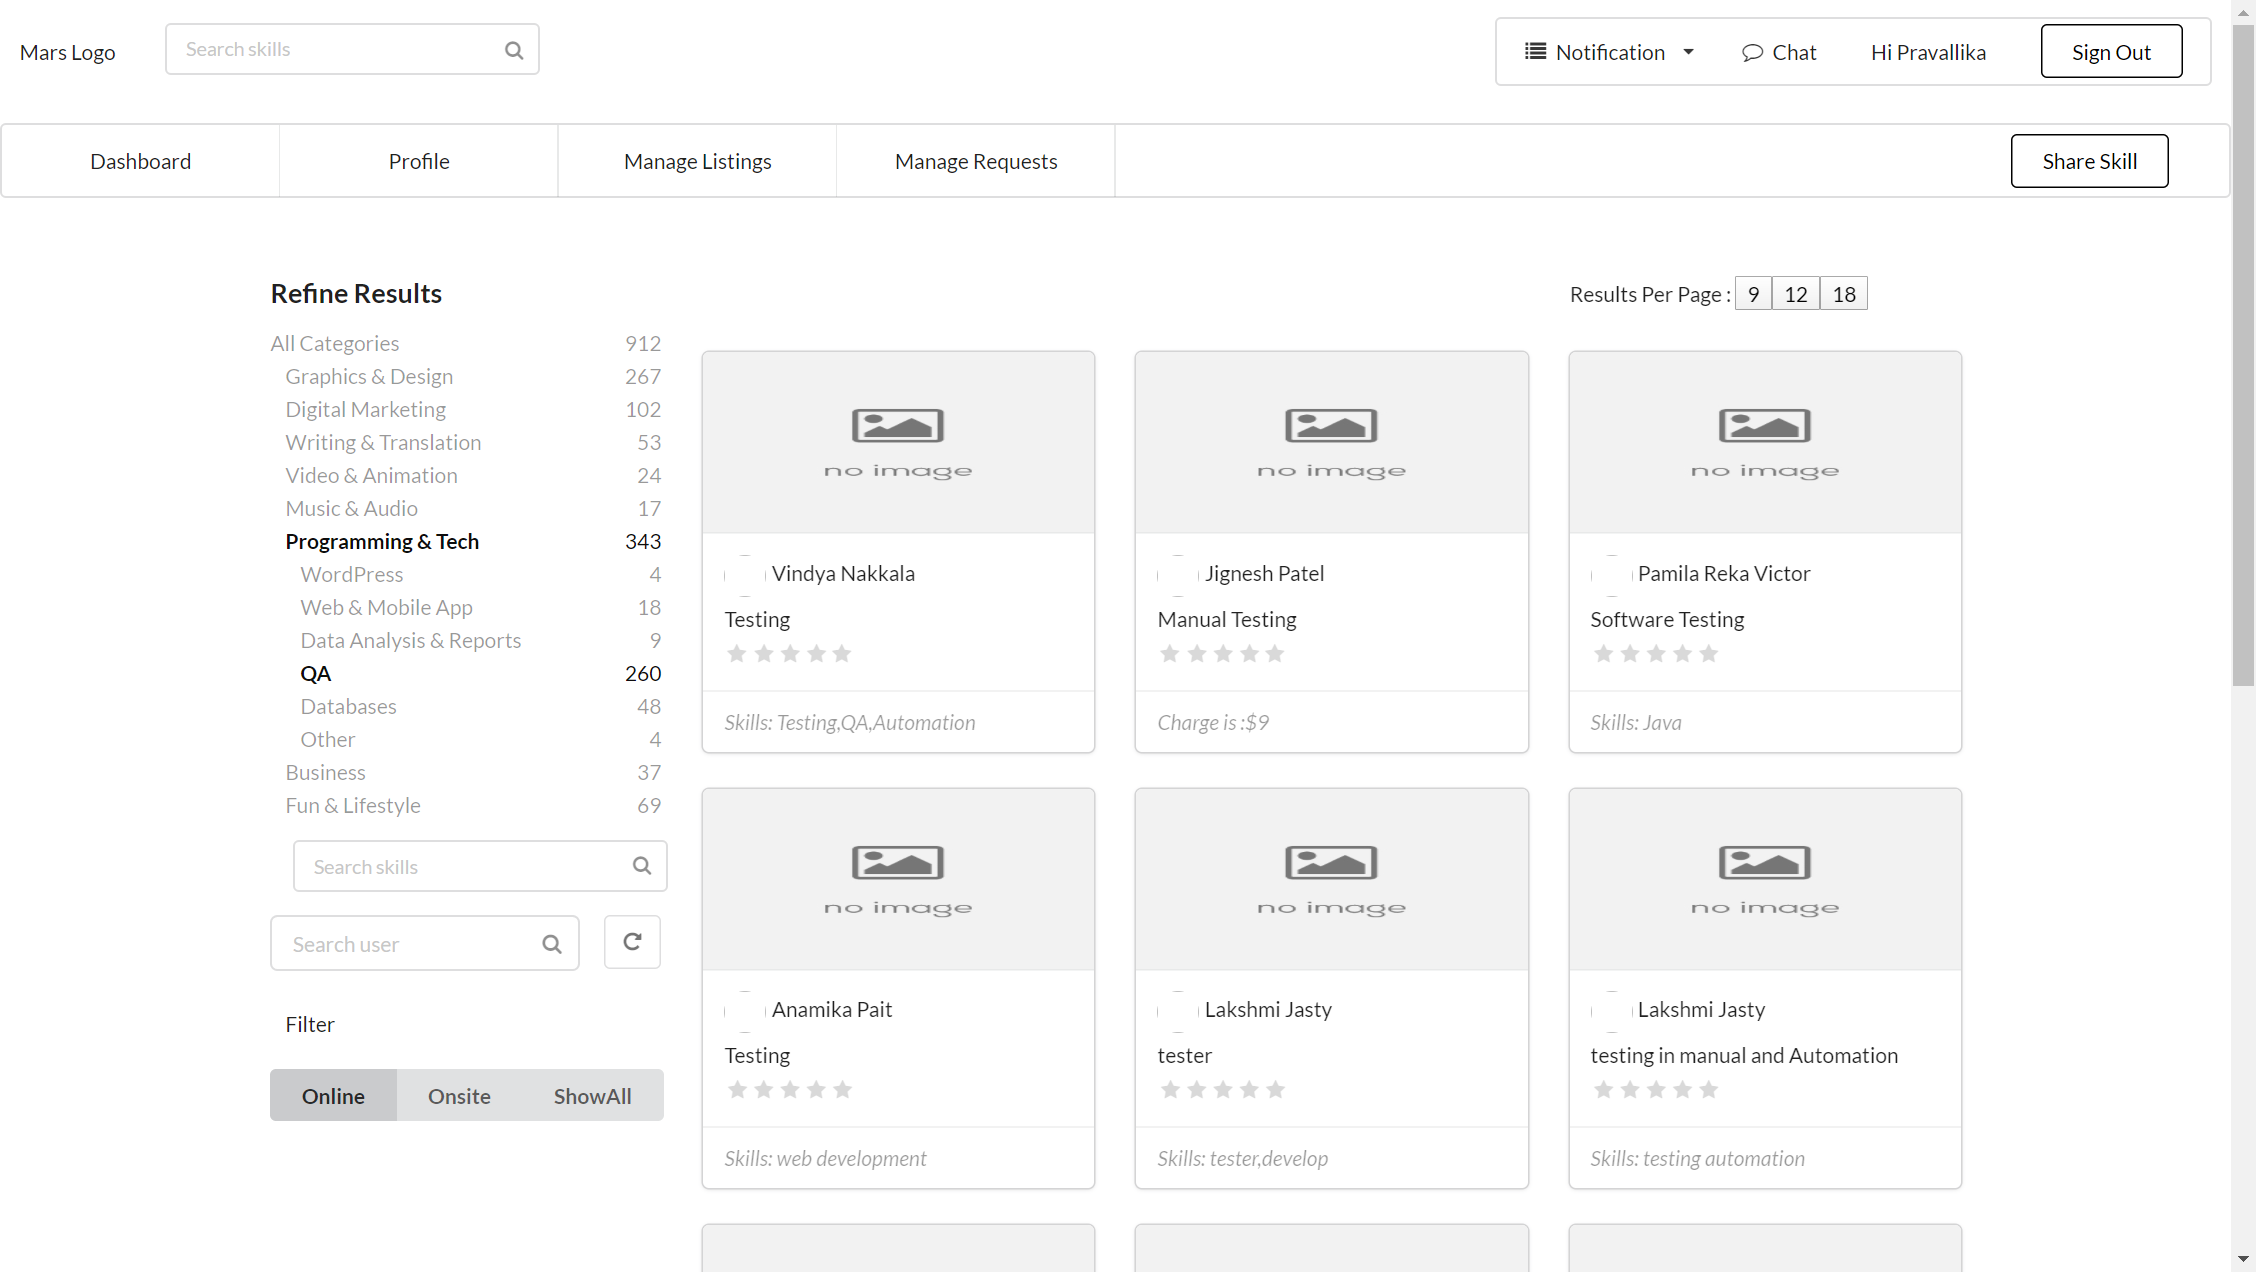 Mars Logo
Search skills
Notification
Chat
Hi Pravallika
Sign Out
Dashboard
Profile
Manage Listings
Manage Requests
Share Skill
Refine Results
All Categories 912
Graphics & Design 267
Digital Marketing 102
Writing & Translation 53
Video & Animation 24
Music & Audio 17
Programming & Tech 343
WordPress 4
Web & Mobile App 18
Data Analysis & Reports 9
QA 260
Databases 48
Other 4
Business 37
Fun & Lifestyle 69
Search skills
Search user
Filter
Online Onsite ShowAll
Results Per Page : 9 12 18
no image
Vindya Nakkala
Testing
Skills: Testing,QA,Automation
no image
Jignesh Patel
Manual Testing
Charge is :$9
no image
Pamila Reka Victor
Software Testing
Skills: Java
no image
Anamika Pait
Testing
Skills: web development
no image
Lakshmi Jasty
tester
Skills: tester,develop
no image
Lakshmi Jasty
testing in manual and Automation
Skills: testing automation